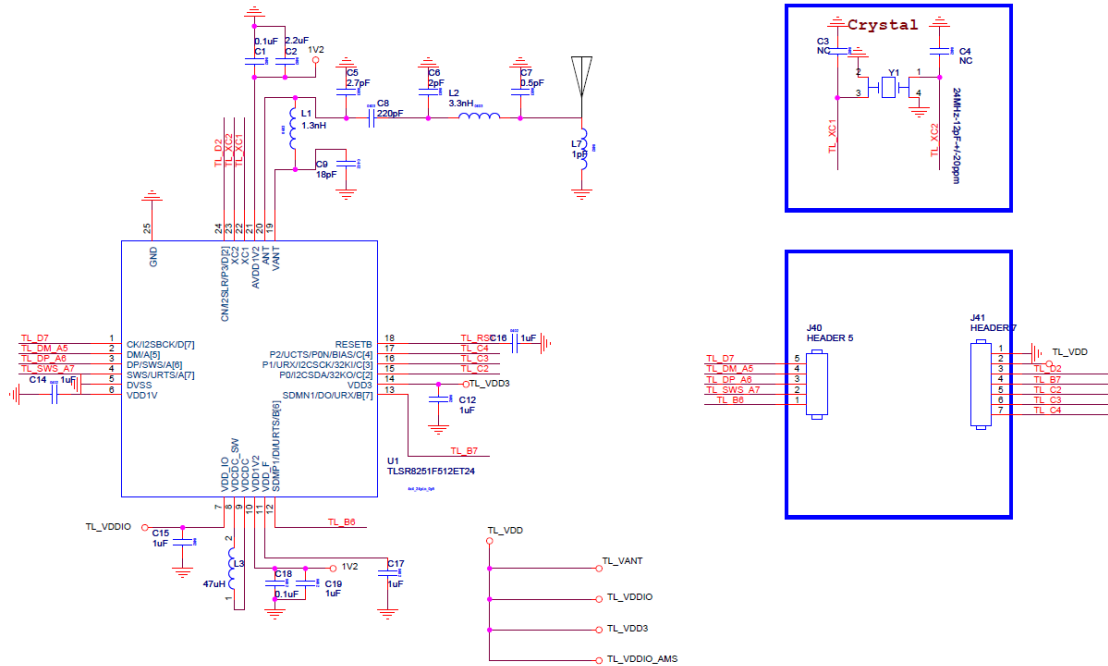 0.1uF
C1
2.2uF
C2
1V2
C5
2.7pF
C8
220pF
C6
2pF
L2
3.3nH
C7
0.5pF
L1
1.3nH
C9
18pF
L7
1pF
TL_D2
TL_XC2
TL_XC1
25
24
23
22
21
20
19
GND
CN/I2SLR/P3/D[2]
XC2
XC1
AVDD1V2
ANT
VANT
TL_D7
TL_DM_A5
TL_DP_A6
TL_SWS_A7
C14
1uF
1
2
3
4
5
6
CK/I2SBCK/D[7]
DM/A[5]
DP/SWS/A[6]
SWS/URTS/A[7]
DVSS
VDD1V
RESETB
P2/UCTS/P0N/BIAS/C[4]
P1/URX/I2CSCK/32KI/C[3]
P0/I2CSDA/32KO/C[2]
VDD3
SDMN1/DO/URX/B[7]
18
17
16
15
14
13
TL_RS
C16
1uF
TL_C4
TL_C3
TL_C2
TL_VDD3
C12
1uF
TL_B7
U1
TLSR8251F512ET24
VDD_IO
VDCDC_SW
VDCDC
VDD1V2
VDD_F
SDMP1/DI/URTS/B[6]
7
8
9
10
11
12
TL_VDDIO
C15
1uF
2
L3
47uH
1
TL_B6
1V2
C18
0.1uF
C19
1uF
C17
1uF
TL_VDD
TL_VANT
TL_VDDIO
TL_VDD3
TL_VDDIO_AMS
Crystal
C3
NC
C4
NC
Y1
2
3
1
4
TL_XC1
TL_XC2
24MHz-12pF-+/-20ppm
J40
HEADER 5
TL_D7
TL_DM_A5
TL_DP_A6
TL_SWS_A7
TL_B6
5
4
3
2
1
J41
HEADER 7
1
2
3
4
5
6
7
TL_VDD
TL_D2
TL_B7
TL_C2
TL_C3
TL_C4